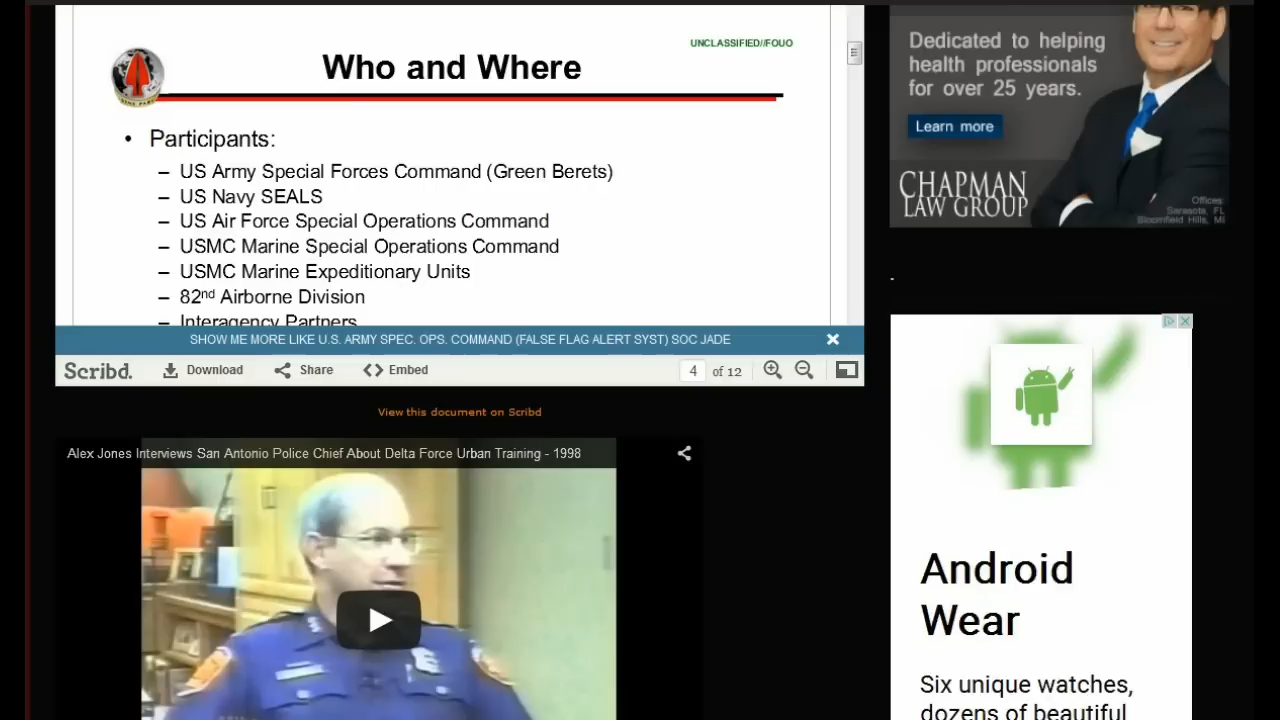 UNCLASSIFIED//FOUO
Who and Where
• Participants:
– US Army Special Forces Command (Green Berets)
– US Navy SEALS
– US Air Force Special Operations Command
– USMC Marine Special Operations Command
– USMC Marine Expeditionary Units
– 82nd Airborne Division
– Interagency Partners
SHOW ME MORE LIKE U.S. ARMY SPEC. OPS. COMMAND (FALSE FLAG ALERT SYST) SOC JADE
Scribd. Download Share Embed 4 of 12
View this document on Scribd
Alex Jones Interviews San Antonio Police Chief About Delta Force Urban Training - 1998
Dedicated to helping
health professionals
for over 25 years.
Learn more
CHAPMAN
LAW GROUP
Offices:
Sarasota, FL
Bloomfield Hills, MI
Android
Wear
Six unique watches,
dozens of beautiful